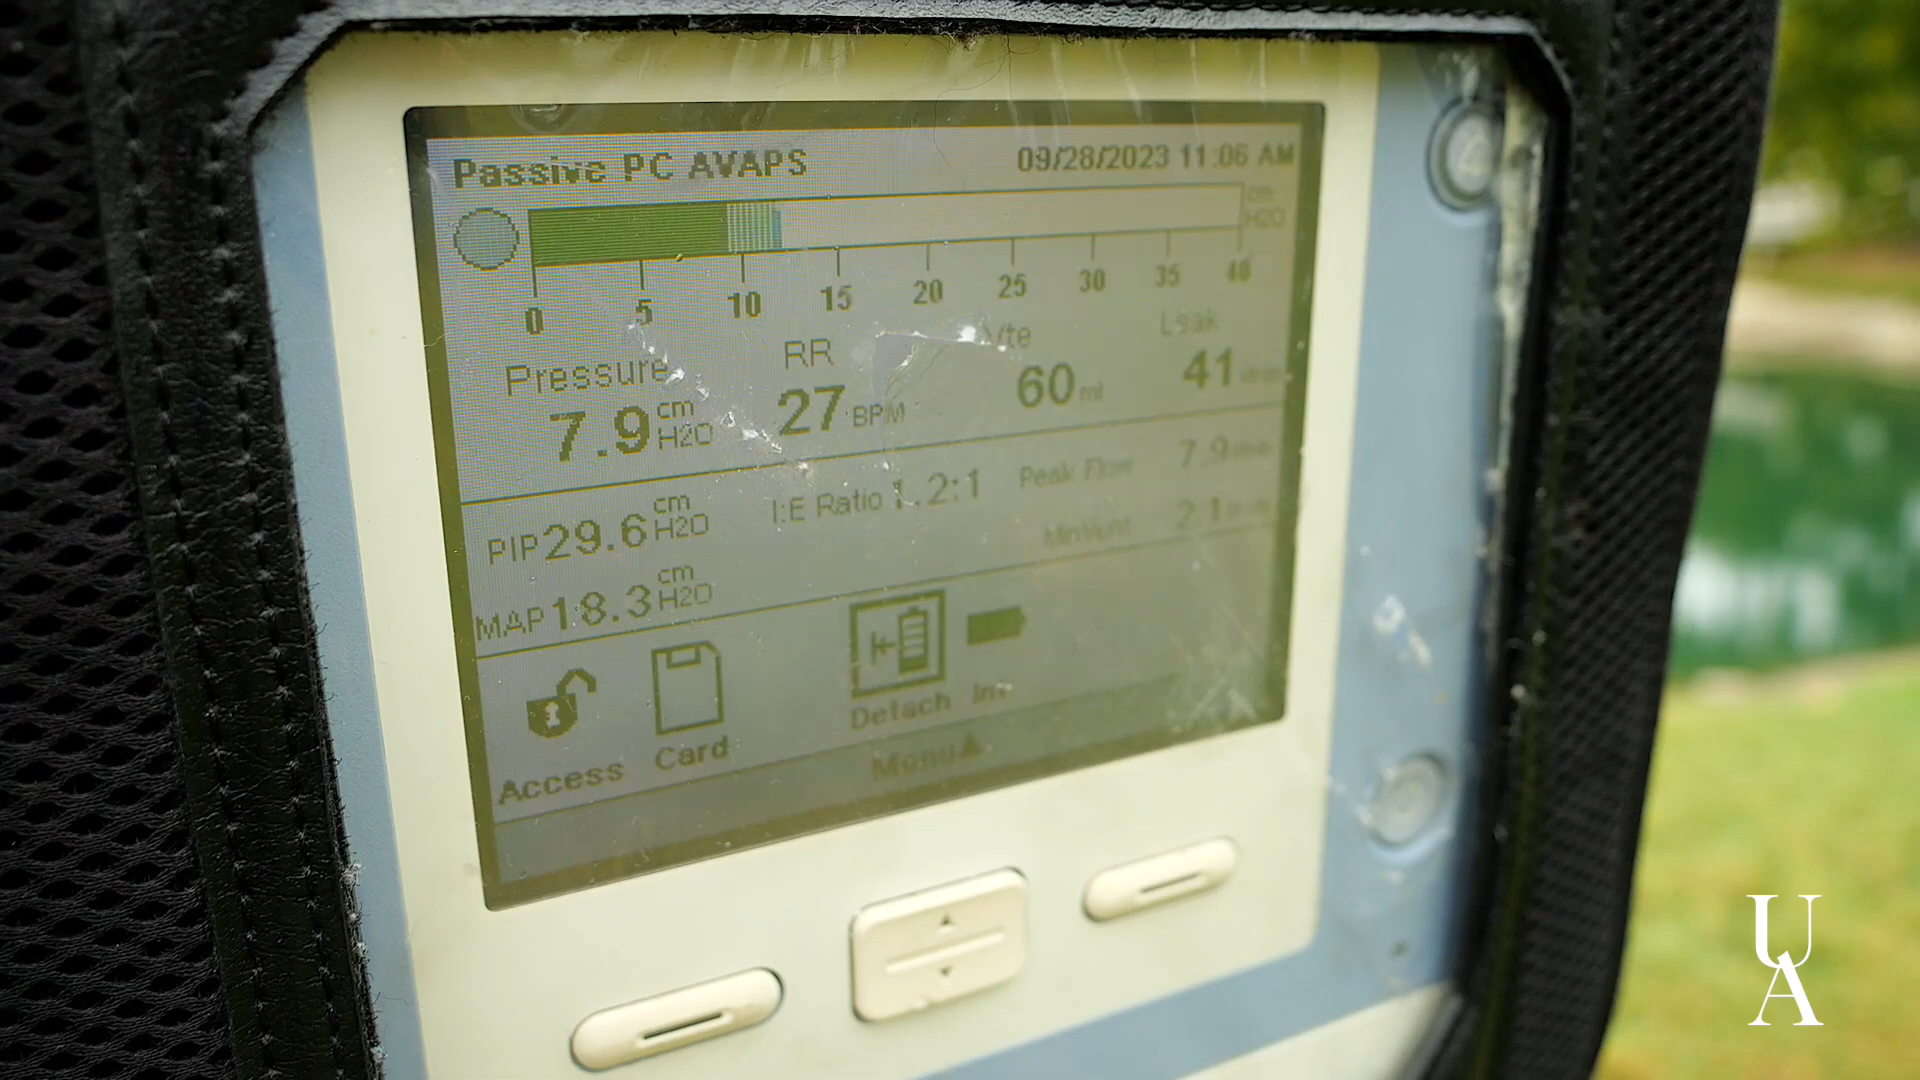 Passive PC AVAPS 09/28/2023 11:06 AM
cm H2O
0 5 10 15 20 25 30 35 40
Pressure RR Vte Leak
7.9 cm H2O 27 BPM 60 ml 41
PIP 29.6 cm H2O I:E Ratio 1.2:1 Peak Flow 7.9
MinVent 2.1
MAP 18.3 cm H2O
Access Card Detach Int
Menu
UA